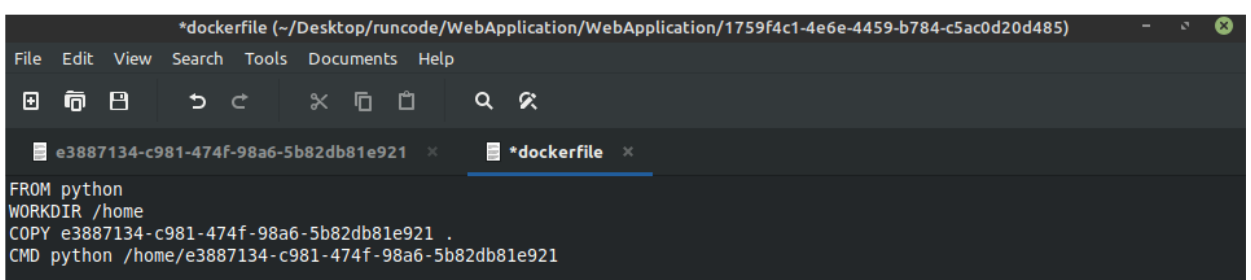 *dockerfile (~/Desktop/runcode/WebApplication/WebApplication/1759f4c1-4e6e-4459-b784-c5ac0d20d485)
File Edit View Search Tools Documents Help
e3887134-c981-474f-98a6-5b82db81e921 *dockerfile
FROM python
WORKDIR /home
COPY e3887134-c981-474f-98a6-5b82db81e921 .
CMD python /home/e3887134-c981-474f-98a6-5b82db81e921